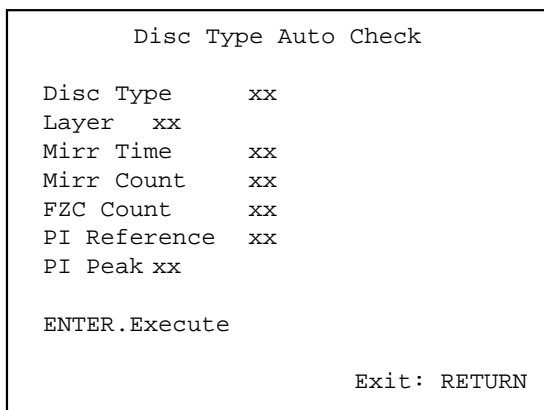 Disc Type Auto Check
Disc Type xx
Layer xx
Mirr Time xx
Mirr Count xx
FZC Count xx
PI Reference xx
PI Peak xx
ENTER.Execute
Exit: RETURN